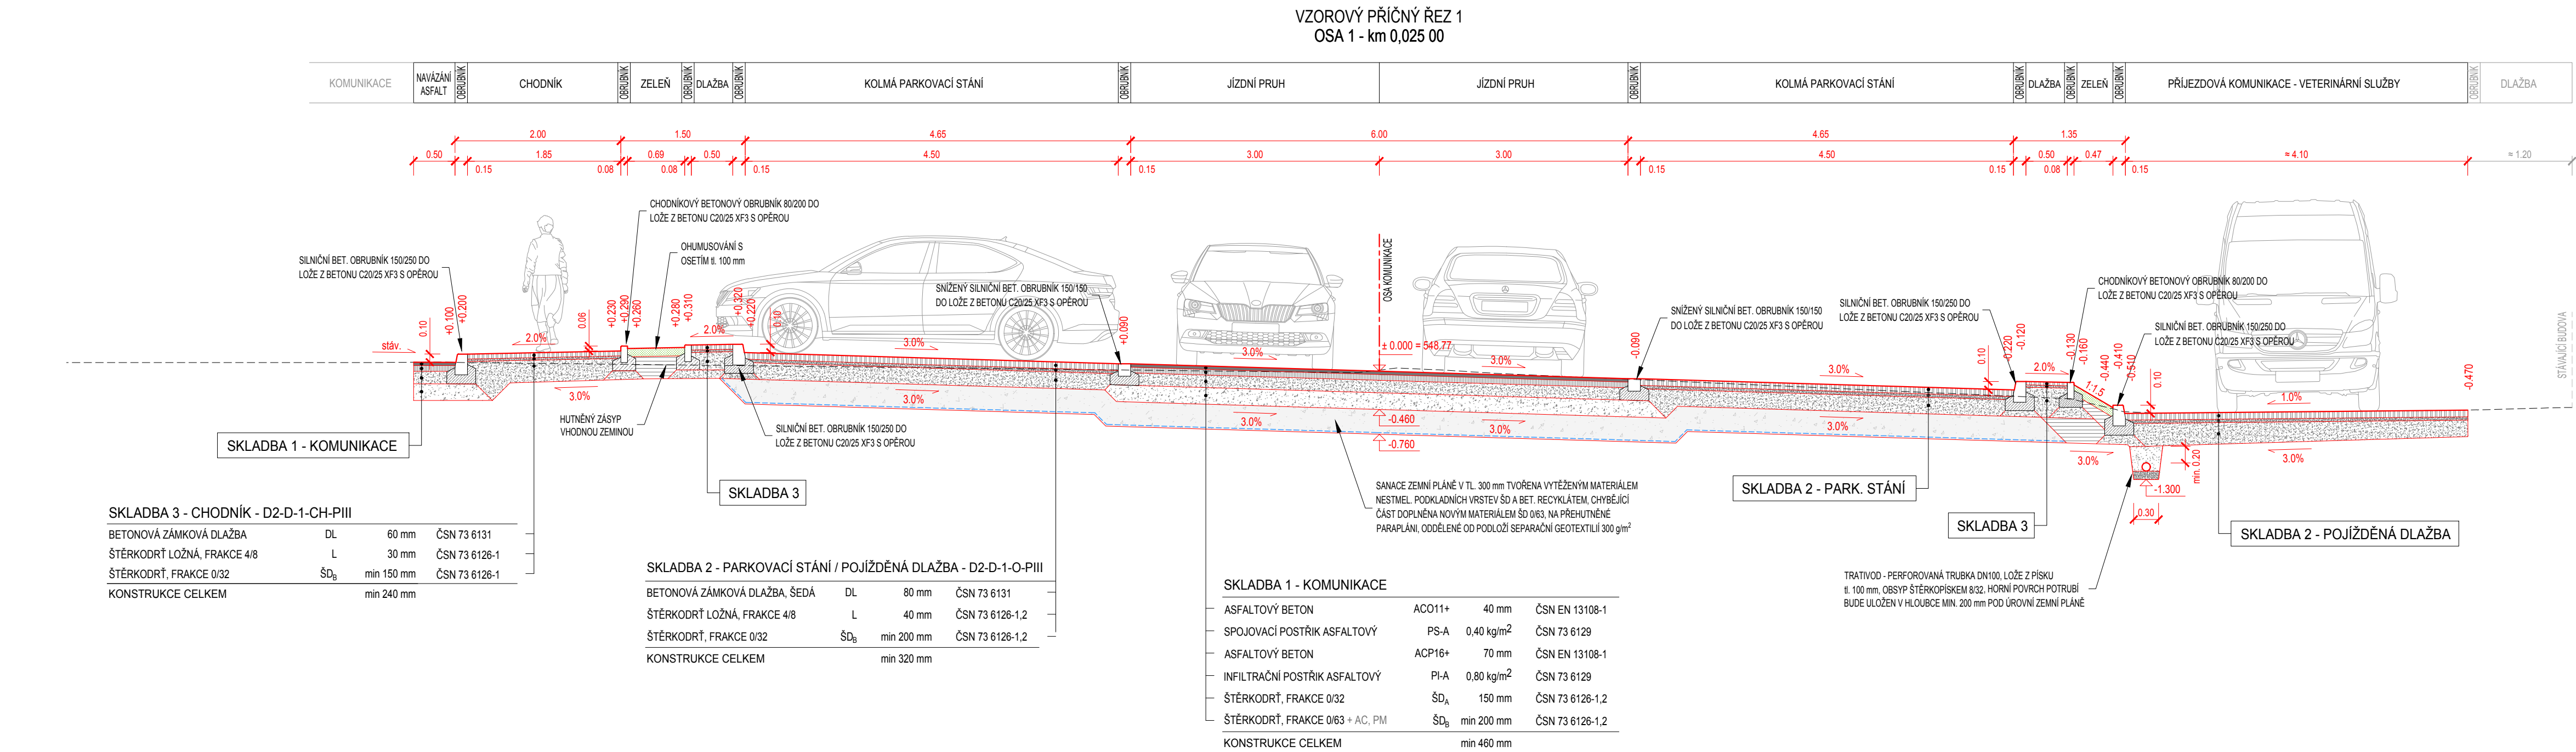 VZOROVÝ PŘÍČNÝ ŘEZ 1
OSA 1 - km 0,025 00
KOMUNIKACE
NAVÁZÁNÍ
ASFALT
OBRUBNÍK
CHODNÍK
OBRUBNÍK
ZELEŇ
OBRUBNÍK
DLAŽBA
OBRUBNÍK
KOLMÁ PARKOVACÍ STÁNÍ
OBRUBNÍK
JÍZDNÍ PRUH
JÍZDNÍ PRUH
OBRUBNÍK
KOLMÁ PARKOVACÍ STÁNÍ
OBRUBNÍK
DLAŽBA
OBRUBNÍK
ZELEŇ
OBRUBNÍK
PŘÍJEZDOVÁ KOMUNIKACE - VETERINÁRNÍ SLUŽBY
OBRUBNÍK
DLAŽBA
2.00
1.50
4.65
6.00
4.65
1.35
0.50
1.85
0.69
0.50
4.50
3.00
3.00
4.50
0.50
0.47
≈ 4.10
≈ 1.20
0.15
0.08
0.08
0.15
0.15
0.15
0.15
0.08
0.15
CHODNÍKOVÝ BETONOVÝ OBRUBNÍK 80/200 DO
LOŽE Z BETONU C20/25 XF3 S OPĚROU
OHUMUSOVÁNÍ S
OSETÍM tl. 100 mm
SILNIČNÍ BET. OBRUBNÍK 150/250 DO
LOŽE Z BETONU C20/25 XF3 S OPĚROU
SNÍŽENÝ SILNIČNÍ BET. OBRUBNÍK 150/150
DO LOŽE Z BETONU C20/25 XF3 S OPĚROU
OSA KOMUNIKACE
SNÍŽENÝ SILNIČNÍ BET. OBRUBNÍK 150/150
DO LOŽE Z BETONU C20/25 XF3 S OPĚROU
SILNIČNÍ BET. OBRUBNÍK 150/250 DO
LOŽE Z BETONU C20/25 XF3 S OPĚROU
CHODNÍKOVÝ BETONOVÝ OBRUBNÍK 80/200 DO
LOŽE Z BETONU C20/25 XF3 S OPĚROU
SILNIČNÍ BET. OBRUBNÍK 150/250 DO
LOŽE Z BETONU C20/25 XF3 S OPĚROU
STÁVAJÍCÍ BUDOVA
stáv.
0.10
+0.100
+0.200
2.0%
0.06
+0.230
+0.290
+0.260
+0.280
+0.310
2.0%
+0.320
+0.220
0.10
3.0%
+0.090
3.0%
± 0.000 = 548.77
3.0%
-0.090
3.0%
0.10
-0.220
-0.120
2.0%
-0.130
-0.160
1:1.5
-0.440
-0.410
-0.510
0.10
1.0%
-0.470
3.0%
3.0%
3.0%
-0.460
-0.760
3.0%
3.0%
3.0%
3.0%
min. 0.20
-1.300
0.30
HUTNĚNÝ ZÁSYP
VHODNOU ZEMINOU
SILNIČNÍ BET. OBRUBNÍK 150/250 DO
LOŽE Z BETONU C20/25 XF3 S OPĚROU
SKLADBA 1 - KOMUNIKACE
SKLADBA 3
SKLADBA 2 - PARK. STÁNÍ
SKLADBA 3
SKLADBA 2 - POJÍŽDĚNÁ DLAŽBA
SANACE ZEMNÍ PLÁNĚ V TL. 300 mm TVOŘENA VYTĚŽENÝM MATERIÁLEM
NESTMEL. PODKLADNÍCH VRSTEV ŠD A BET. RECYKLÁTEM, CHYBĚJÍCÍ
ČÁST DOPLNĚNA NOVÝM MATERIÁLEM ŠD 0/63, NA PŘEHUTNĚNÉ
PARAPLÁNI, ODDĚLENÉ OD PODLOŽÍ SEPARAČNÍ GEOTEXTILIÍ 300 g/m²
TRATIVOD - PERFOROVANÁ TRUBKA DN100, LOŽE Z PÍSKU
tl. 100 mm, OBSYP ŠTĚRKOPÍSKEM 8/32, HORNÍ POVRCH POTRUBÍ
BUDE ULOŽEN V HLOUBCE MIN. 200 mm POD ÚROVNÍ ZEMNÍ PLÁNĚ
SKLADBA 3 - CHODNÍK - D2-D-1-CH-PIII
BETONOVÁ ZÁMKOVÁ DLAŽBA DL 60 mm ČSN 73 6131
ŠTĚRKODRŤ LOŽNÁ, FRAKCE 4/8 L 30 mm ČSN 73 6126-1
ŠTĚRKODRŤ, FRAKCE 0/32 ŠDB min 150 mm ČSN 73 6126-1
KONSTRUKCE CELKEM min 240 mm
SKLADBA 2 - PARKOVACÍ STÁNÍ / POJÍŽDĚNÁ DLAŽBA - D2-D-1-O-PIII
BETONOVÁ ZÁMKOVÁ DLAŽBA, ŠEDÁ DL 80 mm ČSN 73 6131
ŠTĚRKODRŤ LOŽNÁ, FRAKCE 4/8 L 40 mm ČSN 73 6126-1,2
ŠTĚRKODRŤ, FRAKCE 0/32 ŠDB min 200 mm ČSN 73 6126-1,2
KONSTRUKCE CELKEM min 320 mm
SKLADBA 1 - KOMUNIKACE
ASFALTOVÝ BETON ACO11+ 40 mm ČSN EN 13108-1
SPOJOVACÍ POSTŘIK ASFALTOVÝ PS-A 0,40 kg/m2 ČSN 73 6129
ASFALTOVÝ BETON ACP16+ 70 mm ČSN EN 13108-1
INFILTRAČNÍ POSTŘIK ASFALTOVÝ PI-A 0,80 kg/m2 ČSN 73 6129
ŠTĚRKODRŤ, FRAKCE 0/32 ŠDA 150 mm ČSN 73 6126-1,2
ŠTĚRKODRŤ, FRAKCE 0/63 + AC, PM ŠDB min 200 mm ČSN 73 6126-1,2
KONSTRUKCE CELKEM min 460 mm